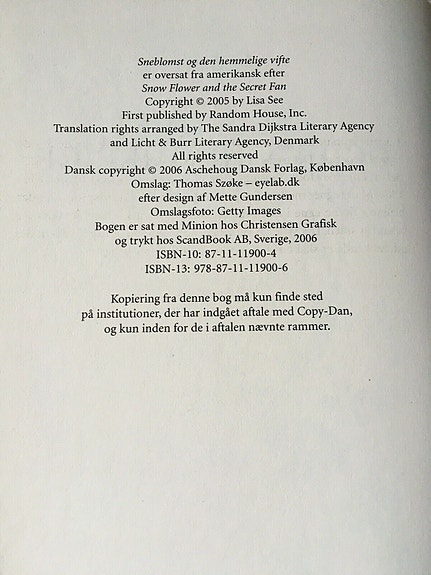 Sneblomst og den hemmelige vifte
er oversat fra amerikansk efter
Snow Flower and the Secret Fan
Copyright © 2005 by Lisa See
First published by Random House, Inc.
Translation rights arranged by The Sandra Dijkstra Literary Agency
and Licht & Burr Literary Agency, Denmark
All rights reserved
Dansk copyright © 2006 Aschehoug Dansk Forlag, København
Omslag: Thomas Szøke – eyelab.dk
efter design af Mette Gundersen
Omslagsfoto: Getty Images
Bogen er sat med Minion hos Christensen Grafisk
og trykt hos ScandBook AB, Sverige, 2006
ISBN-10: 87-11-11900-4
ISBN-13: 978-87-11-11900-6
Kopiering fra denne bog må kun finde sted
på institutioner, der har indgået aftale med Copy-Dan,
og kun inden for de i aftalen nævnte rammer.